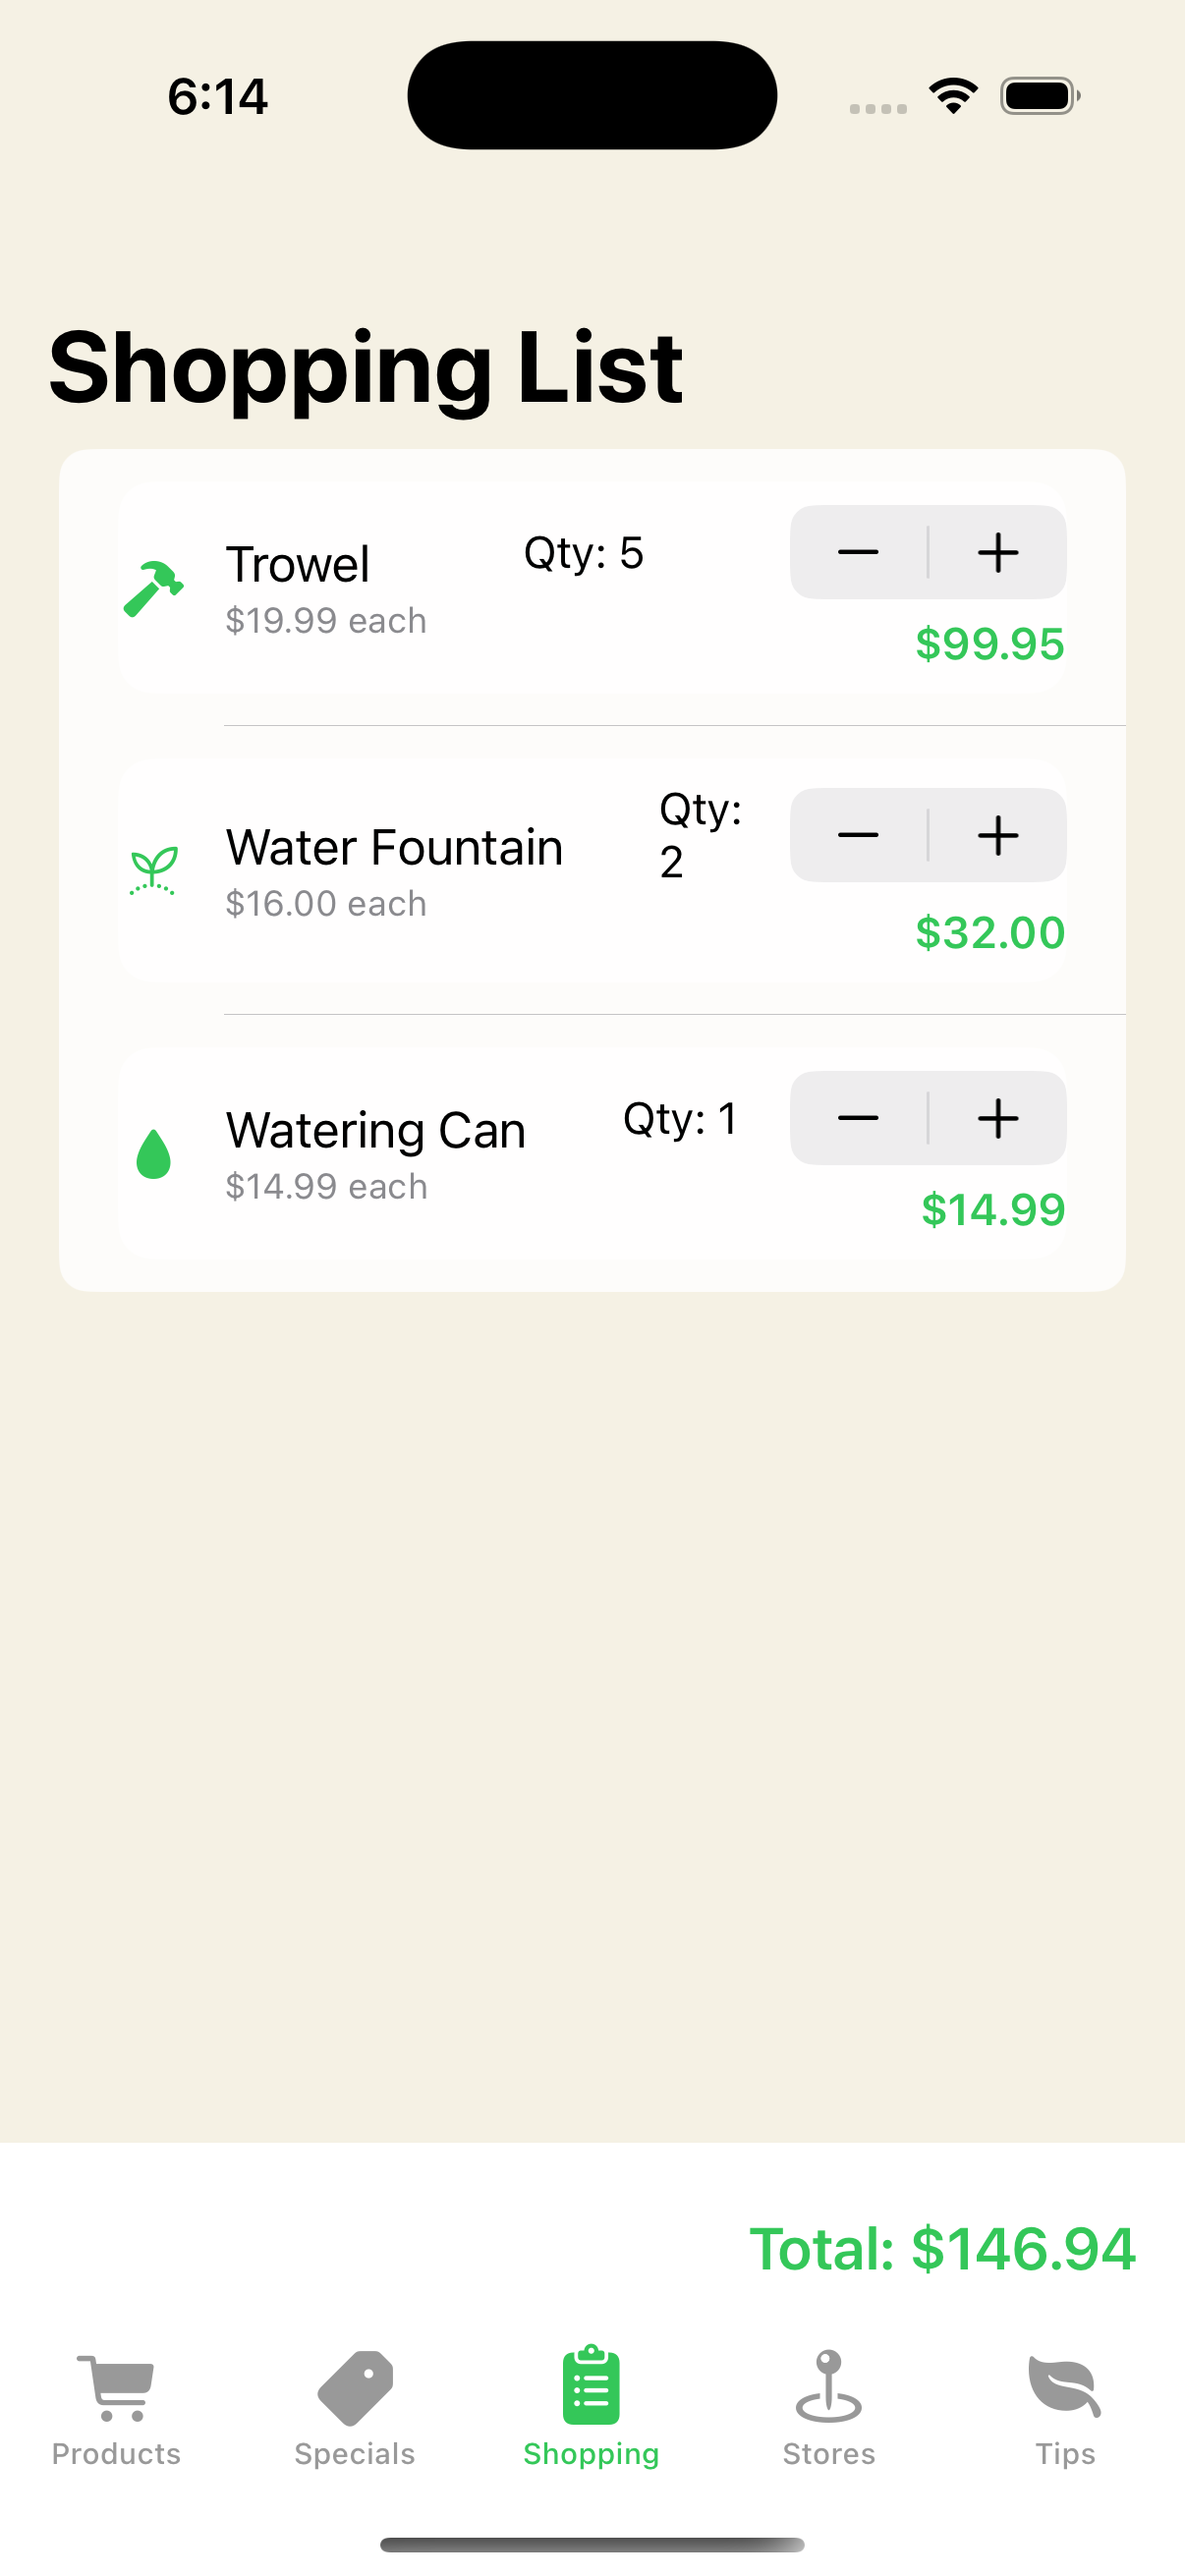 6:14
Shopping List
Trowel
$19.99 each
Qty: 5
$99.95
Water Fountain
$16.00 each
Qty:
2
$32.00
Watering Can
$14.99 each
Qty: 1
$14.99
Total: $146.94
Products
Specials
Shopping
Stores
Tips